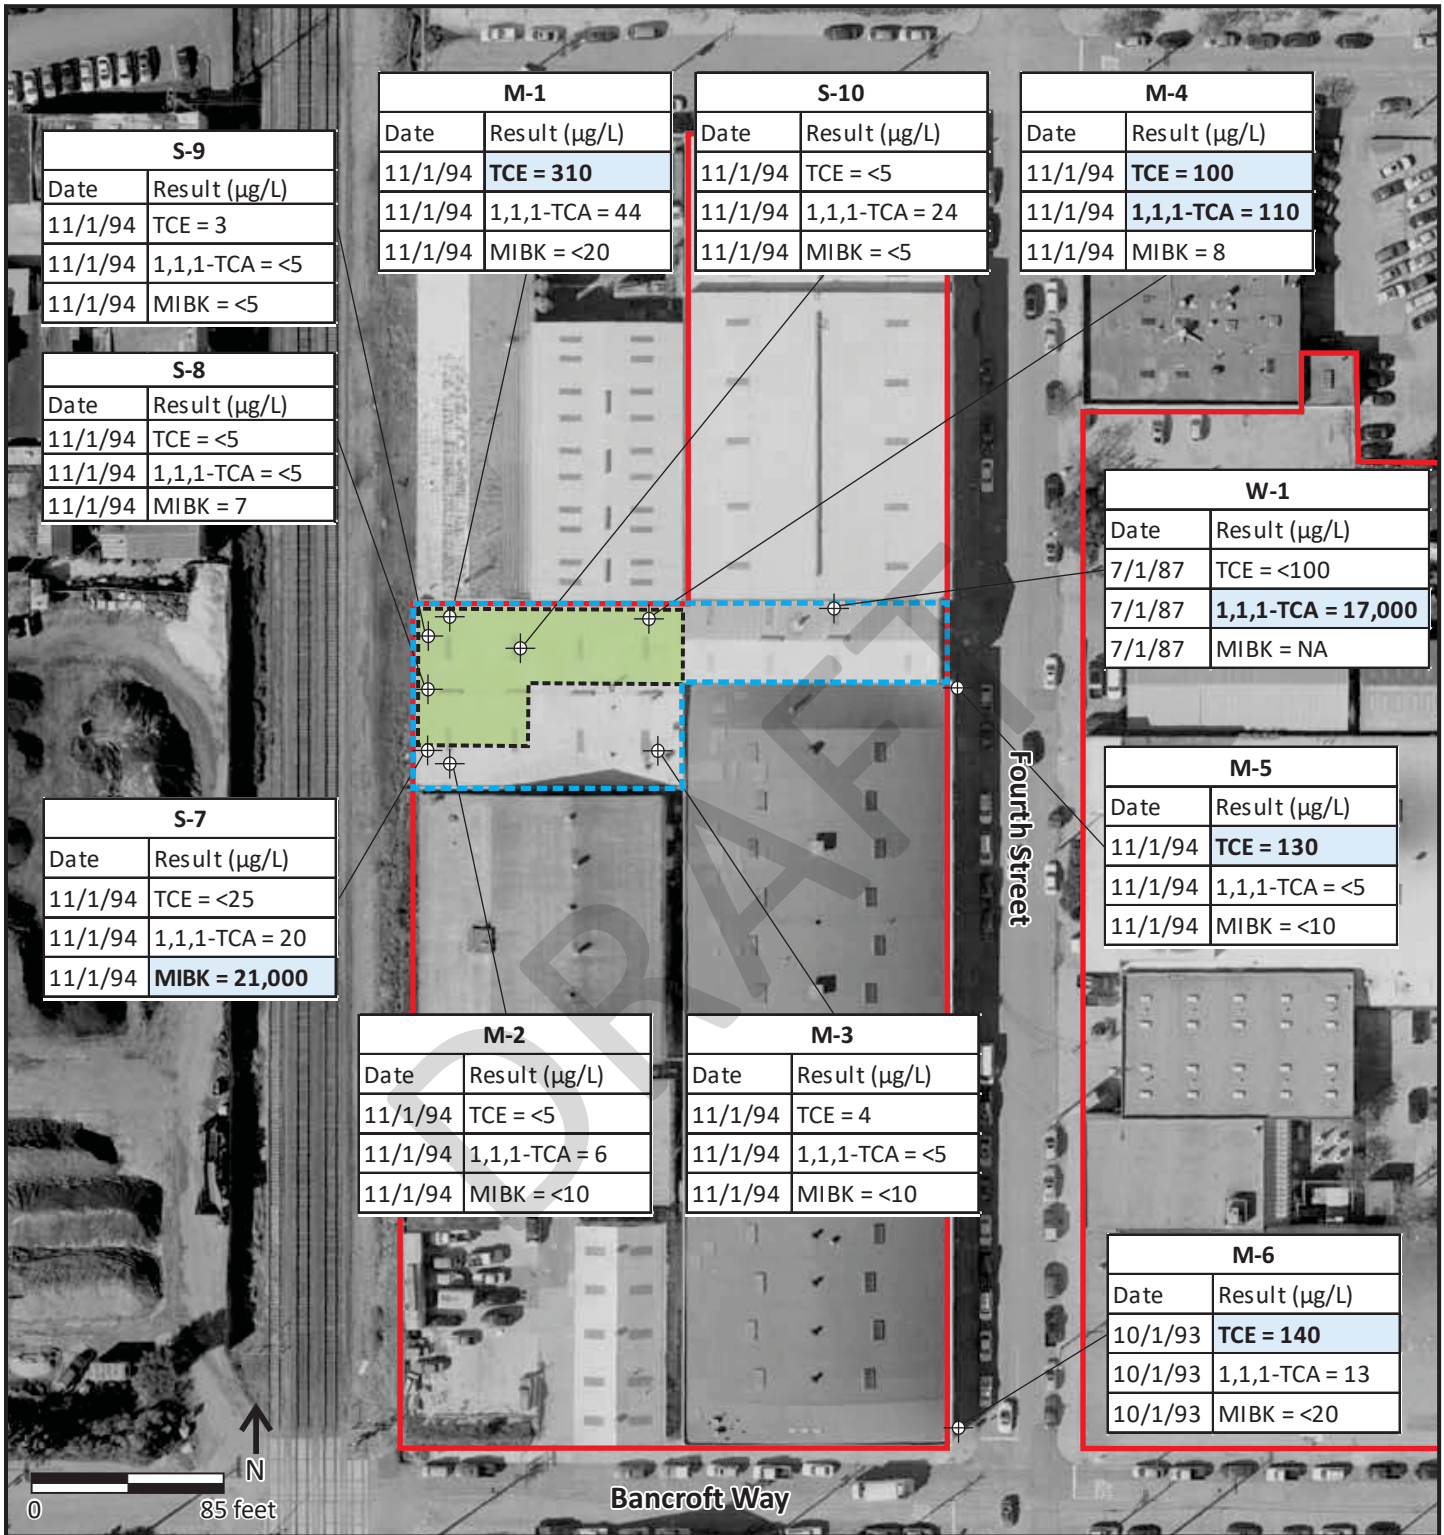 M-1
Date Result (µg/L)
11/1/94 TCE = 310
11/1/94 1,1,1-TCA = 44
11/1/94 MIBK = <20
S-10
Date Result (µg/L)
11/1/94 TCE = <5
11/1/94 1,1,1-TCA = 24
11/1/94 MIBK = <5
M-4
Date Result (µg/L)
11/1/94 TCE = 100
11/1/94 1,1,1-TCA = 110
11/1/94 MIBK = 8
S-9
Date Result (µg/L)
11/1/94 TCE = 3
11/1/94 1,1,1-TCA = <5
11/1/94 MIBK = <5
S-8
Date Result (µg/L)
11/1/94 TCE = <5
11/1/94 1,1,1-TCA = <5
11/1/94 MIBK = 7
W-1
Date Result (µg/L)
7/1/87 TCE = <100
7/1/87 1,1,1-TCA = 17,000
7/1/87 MIBK = NA
DRAFT
Fourth Street
M-5
Date Result (µg/L)
11/1/94 TCE = 130
11/1/94 1,1,1-TCA = <5
11/1/94 MIBK = <10
S-7
Date Result (µg/L)
11/1/94 TCE = <25
11/1/94 1,1,1-TCA = 20
11/1/94 MIBK = 21,000
M-2
Date Result (µg/L)
11/1/94 TCE = <5
11/1/94 1,1,1-TCA = 6
11/1/94 MIBK = <10
M-3
Date Result (µg/L)
11/1/94 TCE = 4
11/1/94 1,1,1-TCA = <5
11/1/94 MIBK = <10
M-6
Date Result (µg/L)
10/1/93 TCE = 140
10/1/93 1,1,1-TCA = 13
10/1/93 MIBK = <20
N
0 85 feet
Bancroft Way